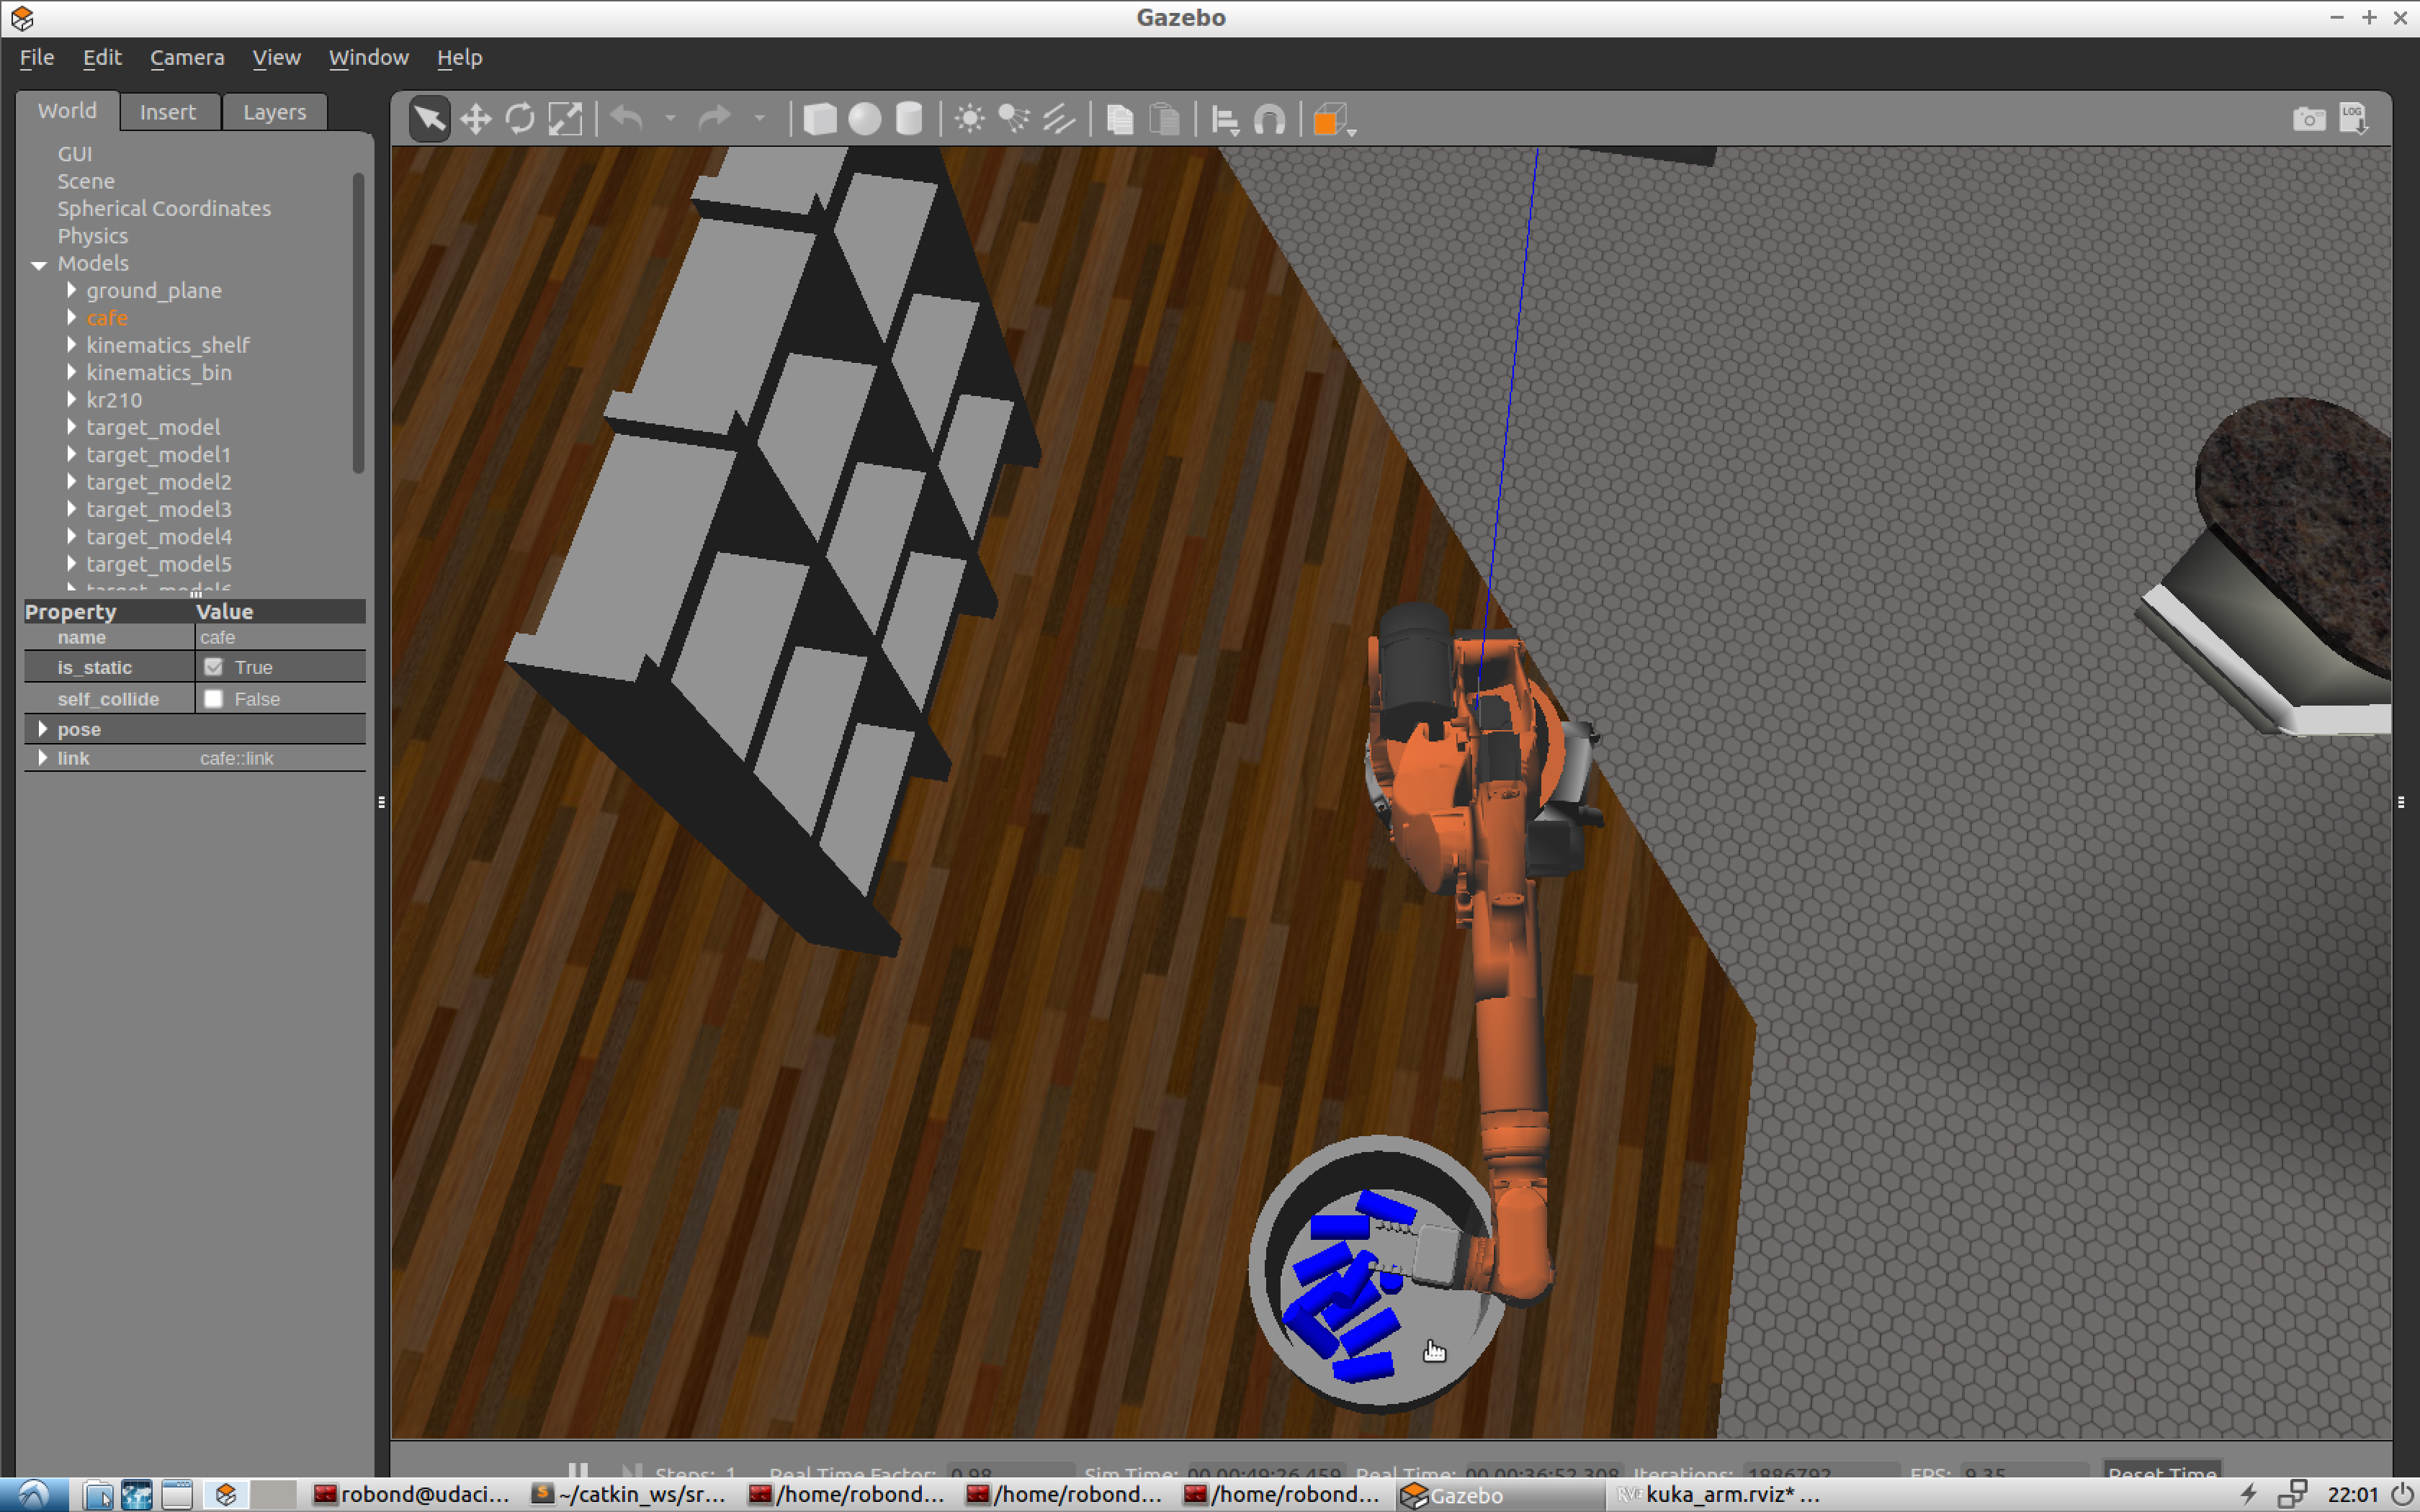 Gazebo
File Edit Camera View Window Help
World Insert Layers
LOG
GUI
Scene
Spherical Coordinates
Physics
Models
ground_plane
cafe
kinematics_shelf
kinematics_bin
kr210
target_model
target_model1
target_model2
target_model3
target_model4
target_model5
target_model6
Property Value
name cafe
is_static True
self_collide False
pose
link cafe::link
Steps: 1 Real Time Factor: 0.98 Sim Time: 00 00:49:26.459 Real Time: 00 00:36:52.308 Iterations: 1886792 FPS: 9.35 Reset Time
robond@udaci... ~/catkin_ws/sr... /home/robond... /home/robond... /home/robond... Gazebo RViz kuka_arm.rviz* ... 22:01